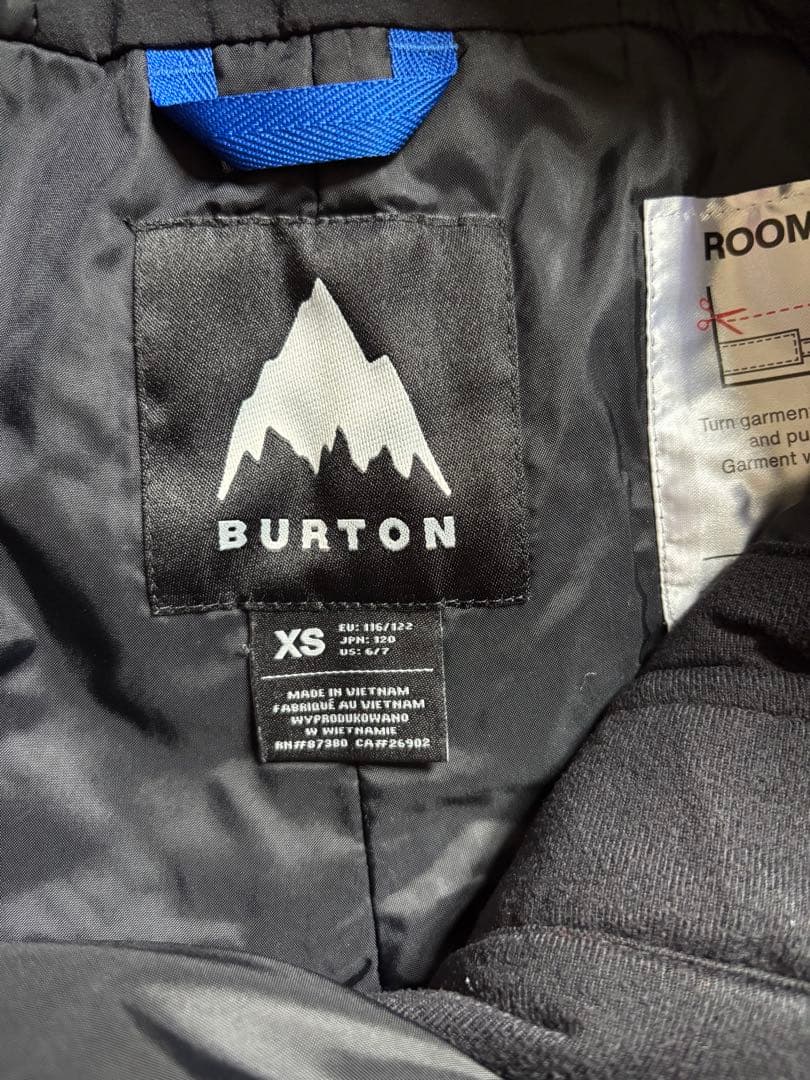 BURTON
XS
EU: 116/122
JPN: 120
US: 6/7
MADE IN VIETNAM
FABRIQUÉ AU VIETNAM
WYPRODUKOWANO
W WIETNAMIE
RN#87380 CA#26902
ROOM
Turn garmen
and pu
Garment w